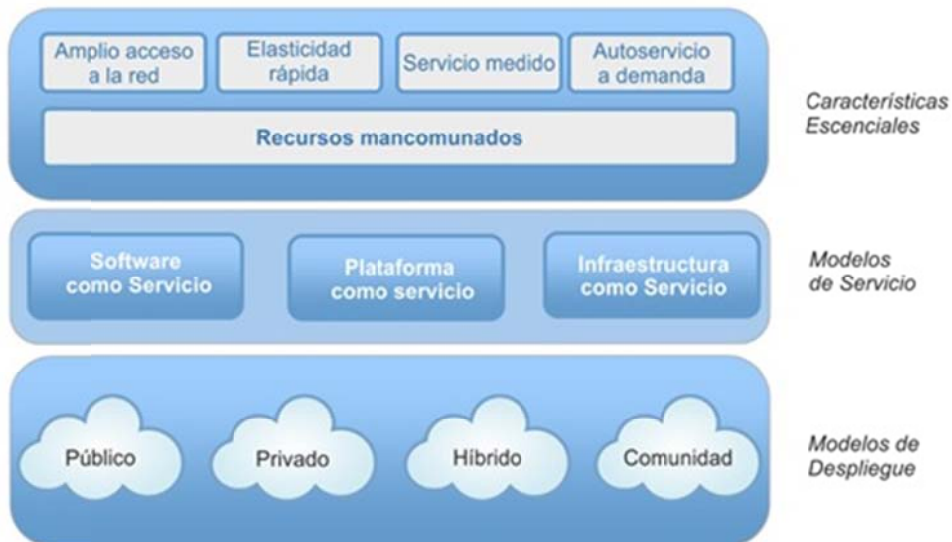 Amplio acceso
a la red
Elasticidad
rápida
Servicio medido
Autoservicio
a demanda
Recursos mancomunados
Características
Escenciales
Software
como Servicio
Plataforma
como servicio
Infraestructura
como Servicio
Modelos
de Servicio
Público
Privado
Híbrido
Comunidad
Modelos de
Despliegue